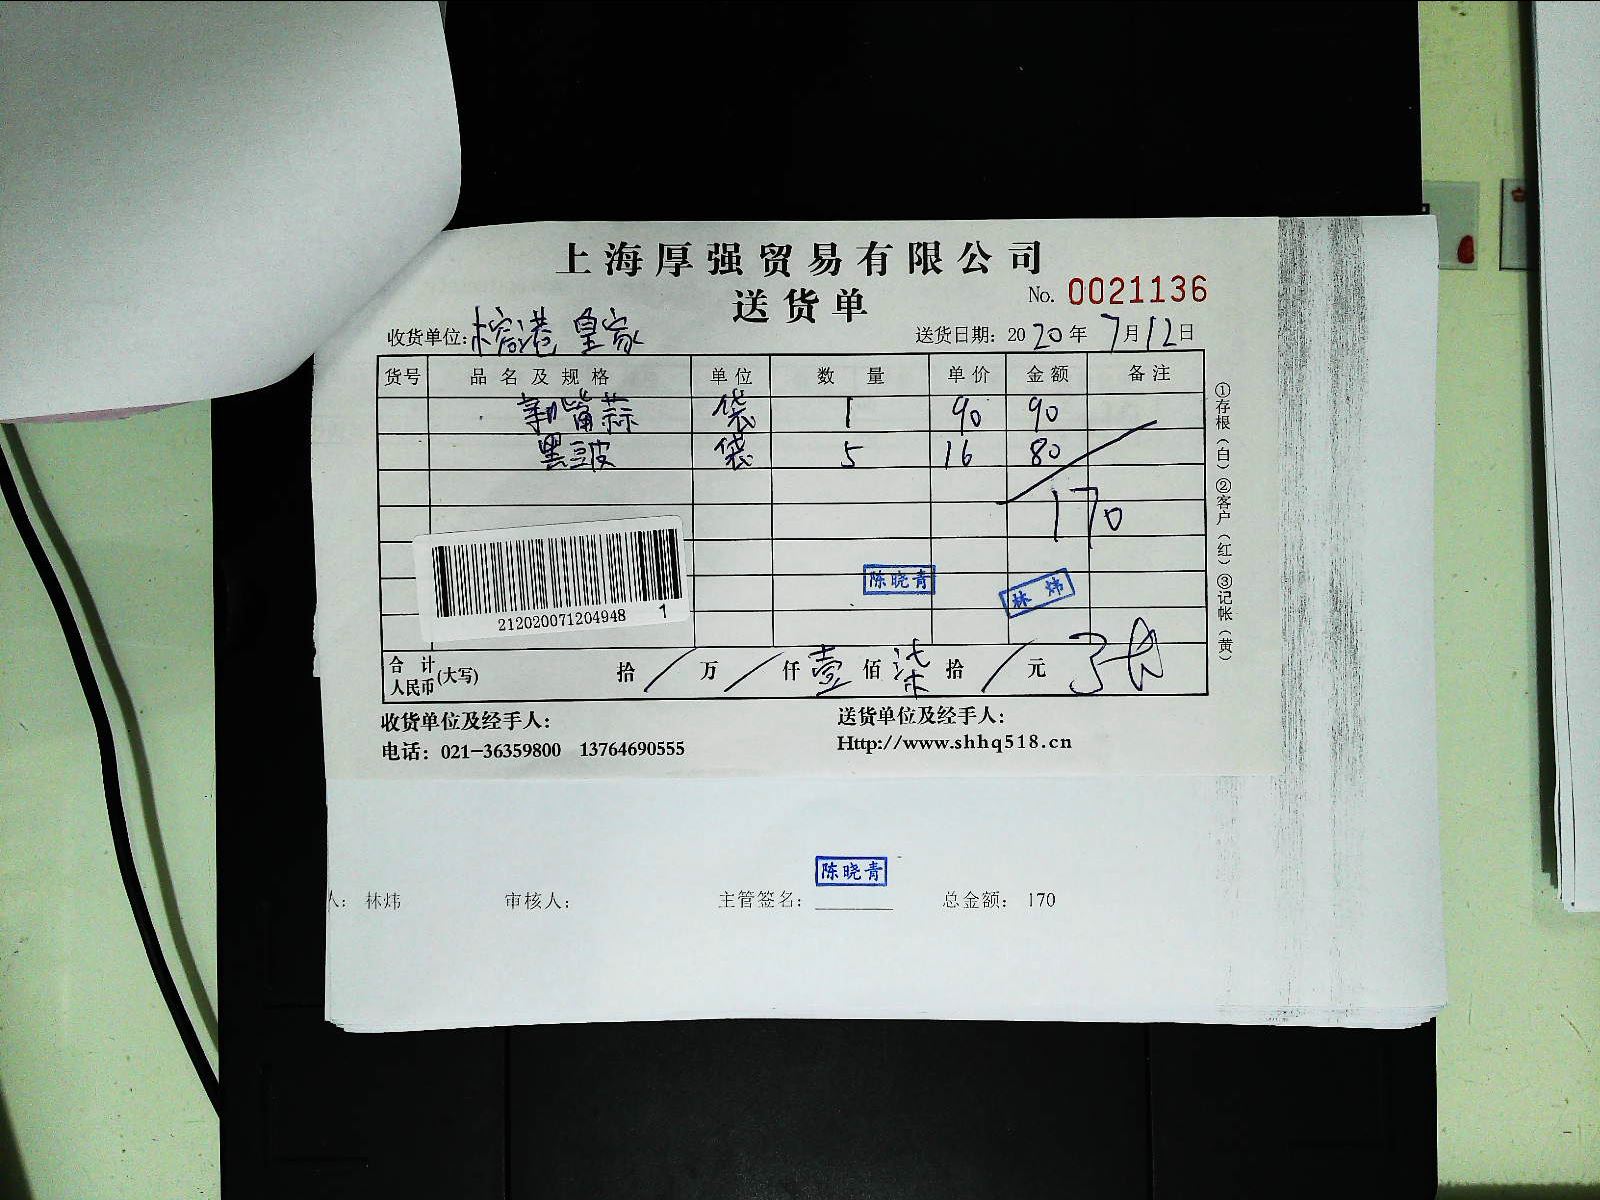 上海厚强贸易有限公司
送货单
No. 0021136
收货单位: 榕港皇家 送货日期: 2020年7月12日
货号 品名及规格 单位 数量 单价 金额 备注
蒜 袋 1 90 90
黑豆皮 袋 5 16 80
170
陈晓青
林炜
212020071204948 1
合计人民币(大写) 拾 / 万 / 仟 壹 佰 柒 拾 / 元
收货单位及经手人: 送货单位及经手人:
电话: 021-36359800 13764690555 Http://www.shhq518.cn
①存根(白)②客户(红)③记帐(黄)
陈晓青
人: 林炜 审核人: 主管签名: 总金额: 170